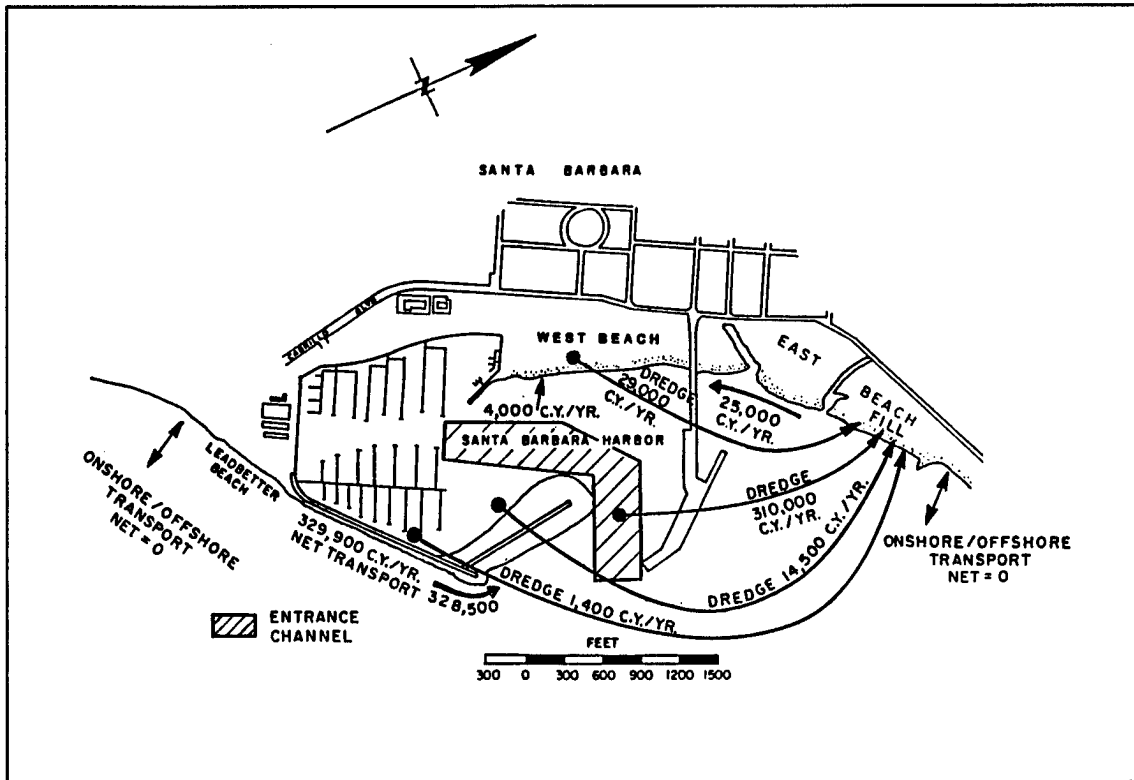 N
SANTA BARBARA
CABRILLO BLVD
WEST BEACH
EAST
BEACH
FILL
DREDGE
29,000
C.Y./YR.
25,000
C.Y./YR.
4,000 C.Y./YR.
SANTA BARBARA HARBOR
LEADBETTER
BEACH
ONSHORE/OFFSHORE
TRANSPORT
NET = 0
DREDGE
310,000
C.Y./YR.
ONSHORE/OFFSHORE
TRANSPORT
NET = 0
329,900 C.Y./YR.
NET TRANSPORT
328,500
DREDGE 14,500 C.Y./YR.
DREDGE 1,400 C.Y./YR.
ENTRANCE
CHANNEL
FEET
300 0 300 600 900 1200 1500